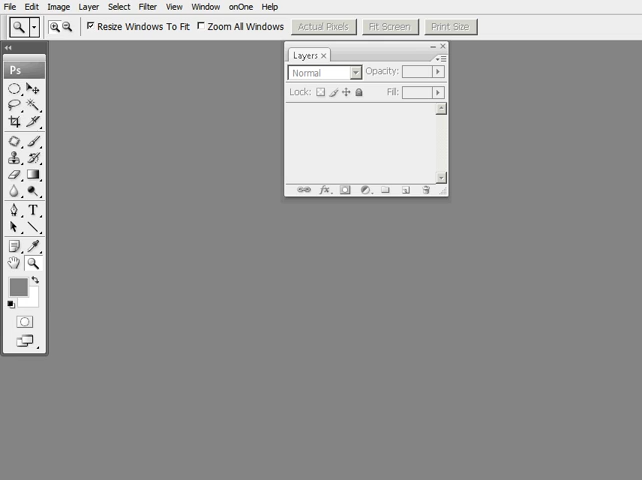 File Edit Image Layer Select Filter View Window onOne Help
Resize Windows To Fit Zoom All Windows Actual Pixels Fit Screen Print Size
Ps
Layers
Normal Opacity:
Lock: Fill:
fx
T